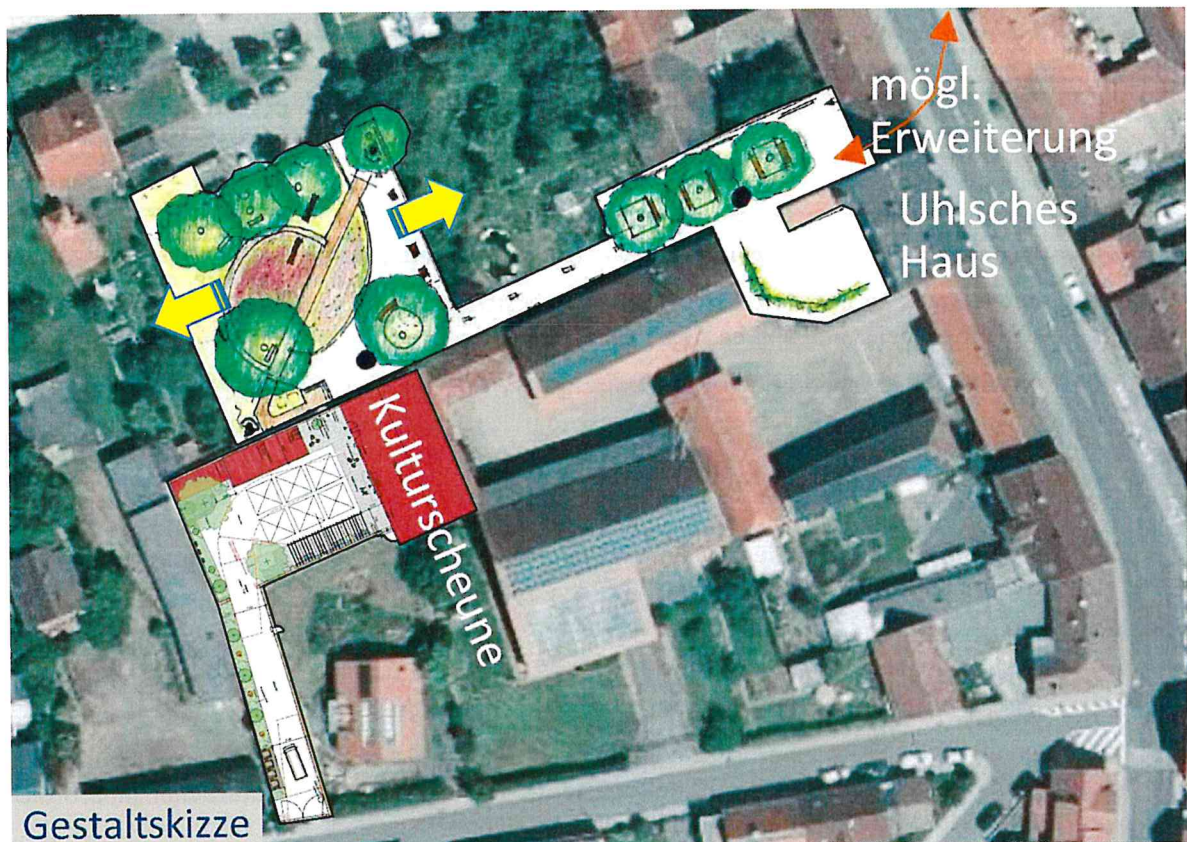 mögl.
Erweiterung
Uhlsches
Haus
Kulturscheune
Gestaltskizze